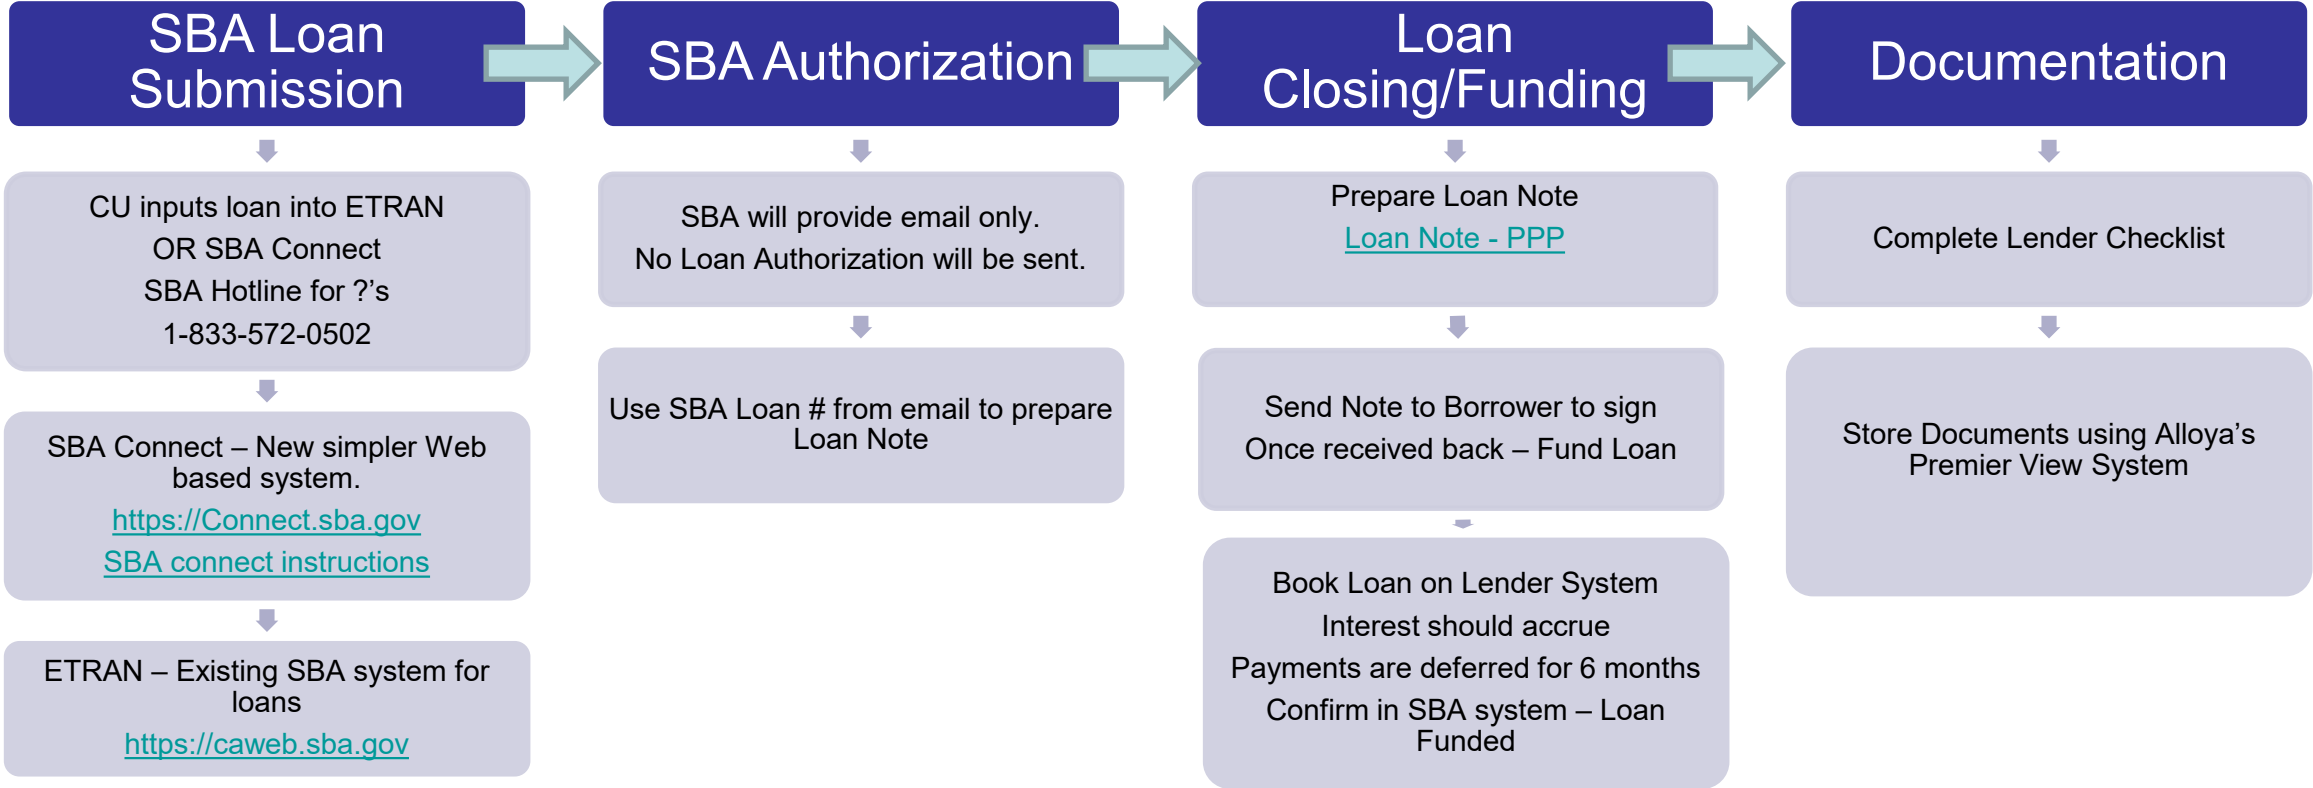 SBA Loan
Submission
CU inputs loan into ETRAN
OR SBA Connect
SBA Hotline for ?'s
1-833-572-0502
SBA Connect – New simpler Web
based system.
https://Connect.sba.gov
SBA connect instructions
ETRAN – Existing SBA system for
loans
https://caweb.sba.gov
SBA Authorization
SBA will provide email only.
No Loan Authorization will be sent.
Use SBA Loan # from email to prepare
Loan Note
Loan
Closing/Funding
Prepare Loan Note
Loan Note - PPP
Send Note to Borrower to sign
Once received back – Fund Loan
Book Loan on Lender System
Interest should accrue
Payments are deferred for 6 months
Confirm in SBA system – Loan
Funded
Documentation
Complete Lender Checklist
Store Documents using Alloya’s
Premier View System